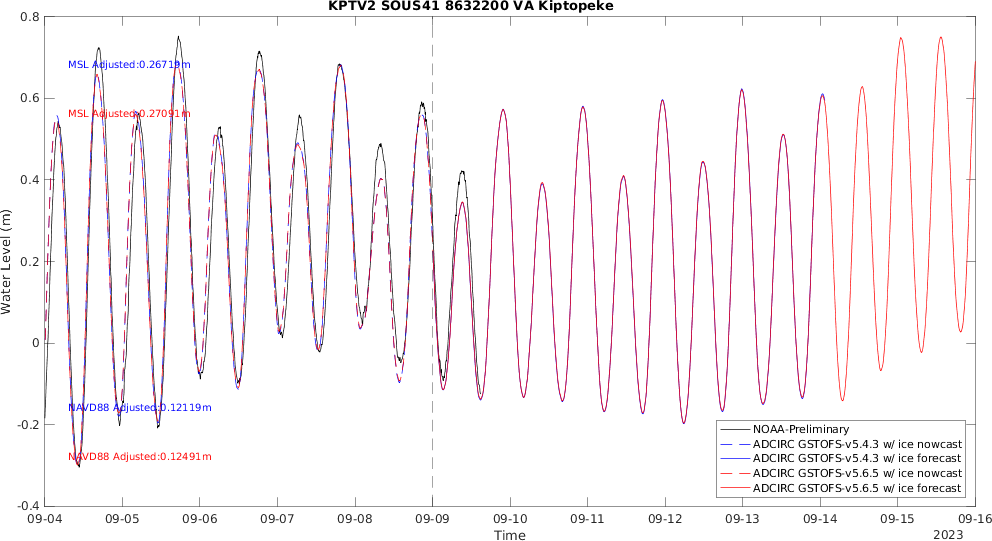 KPTV2 SOUS41 8632200 VA Kiptopeke
0.8
0.6
0.4
0.2
0
-0.2
-0.4
Water Level (m)
MSL Adjusted:0.26719m
MSL Adjusted:0.27091m
NAVD88 Adjusted:0.12119m
NAVD88 Adjusted:0.12491m
NOAA-Preliminary
ADCIRC GSTOFS-v5.4.3 w/ ice nowcast
ADCIRC GSTOFS-v5.4.3 w/ ice forecast
ADCIRC GSTOFS-v5.6.5 w/ ice nowcast
ADCIRC GSTOFS-v5.6.5 w/ ice forecast
09-04 09-05 09-06 09-07 09-08 09-09 09-10 09-11 09-12 09-13 09-14 09-15 09-16
Time
2023